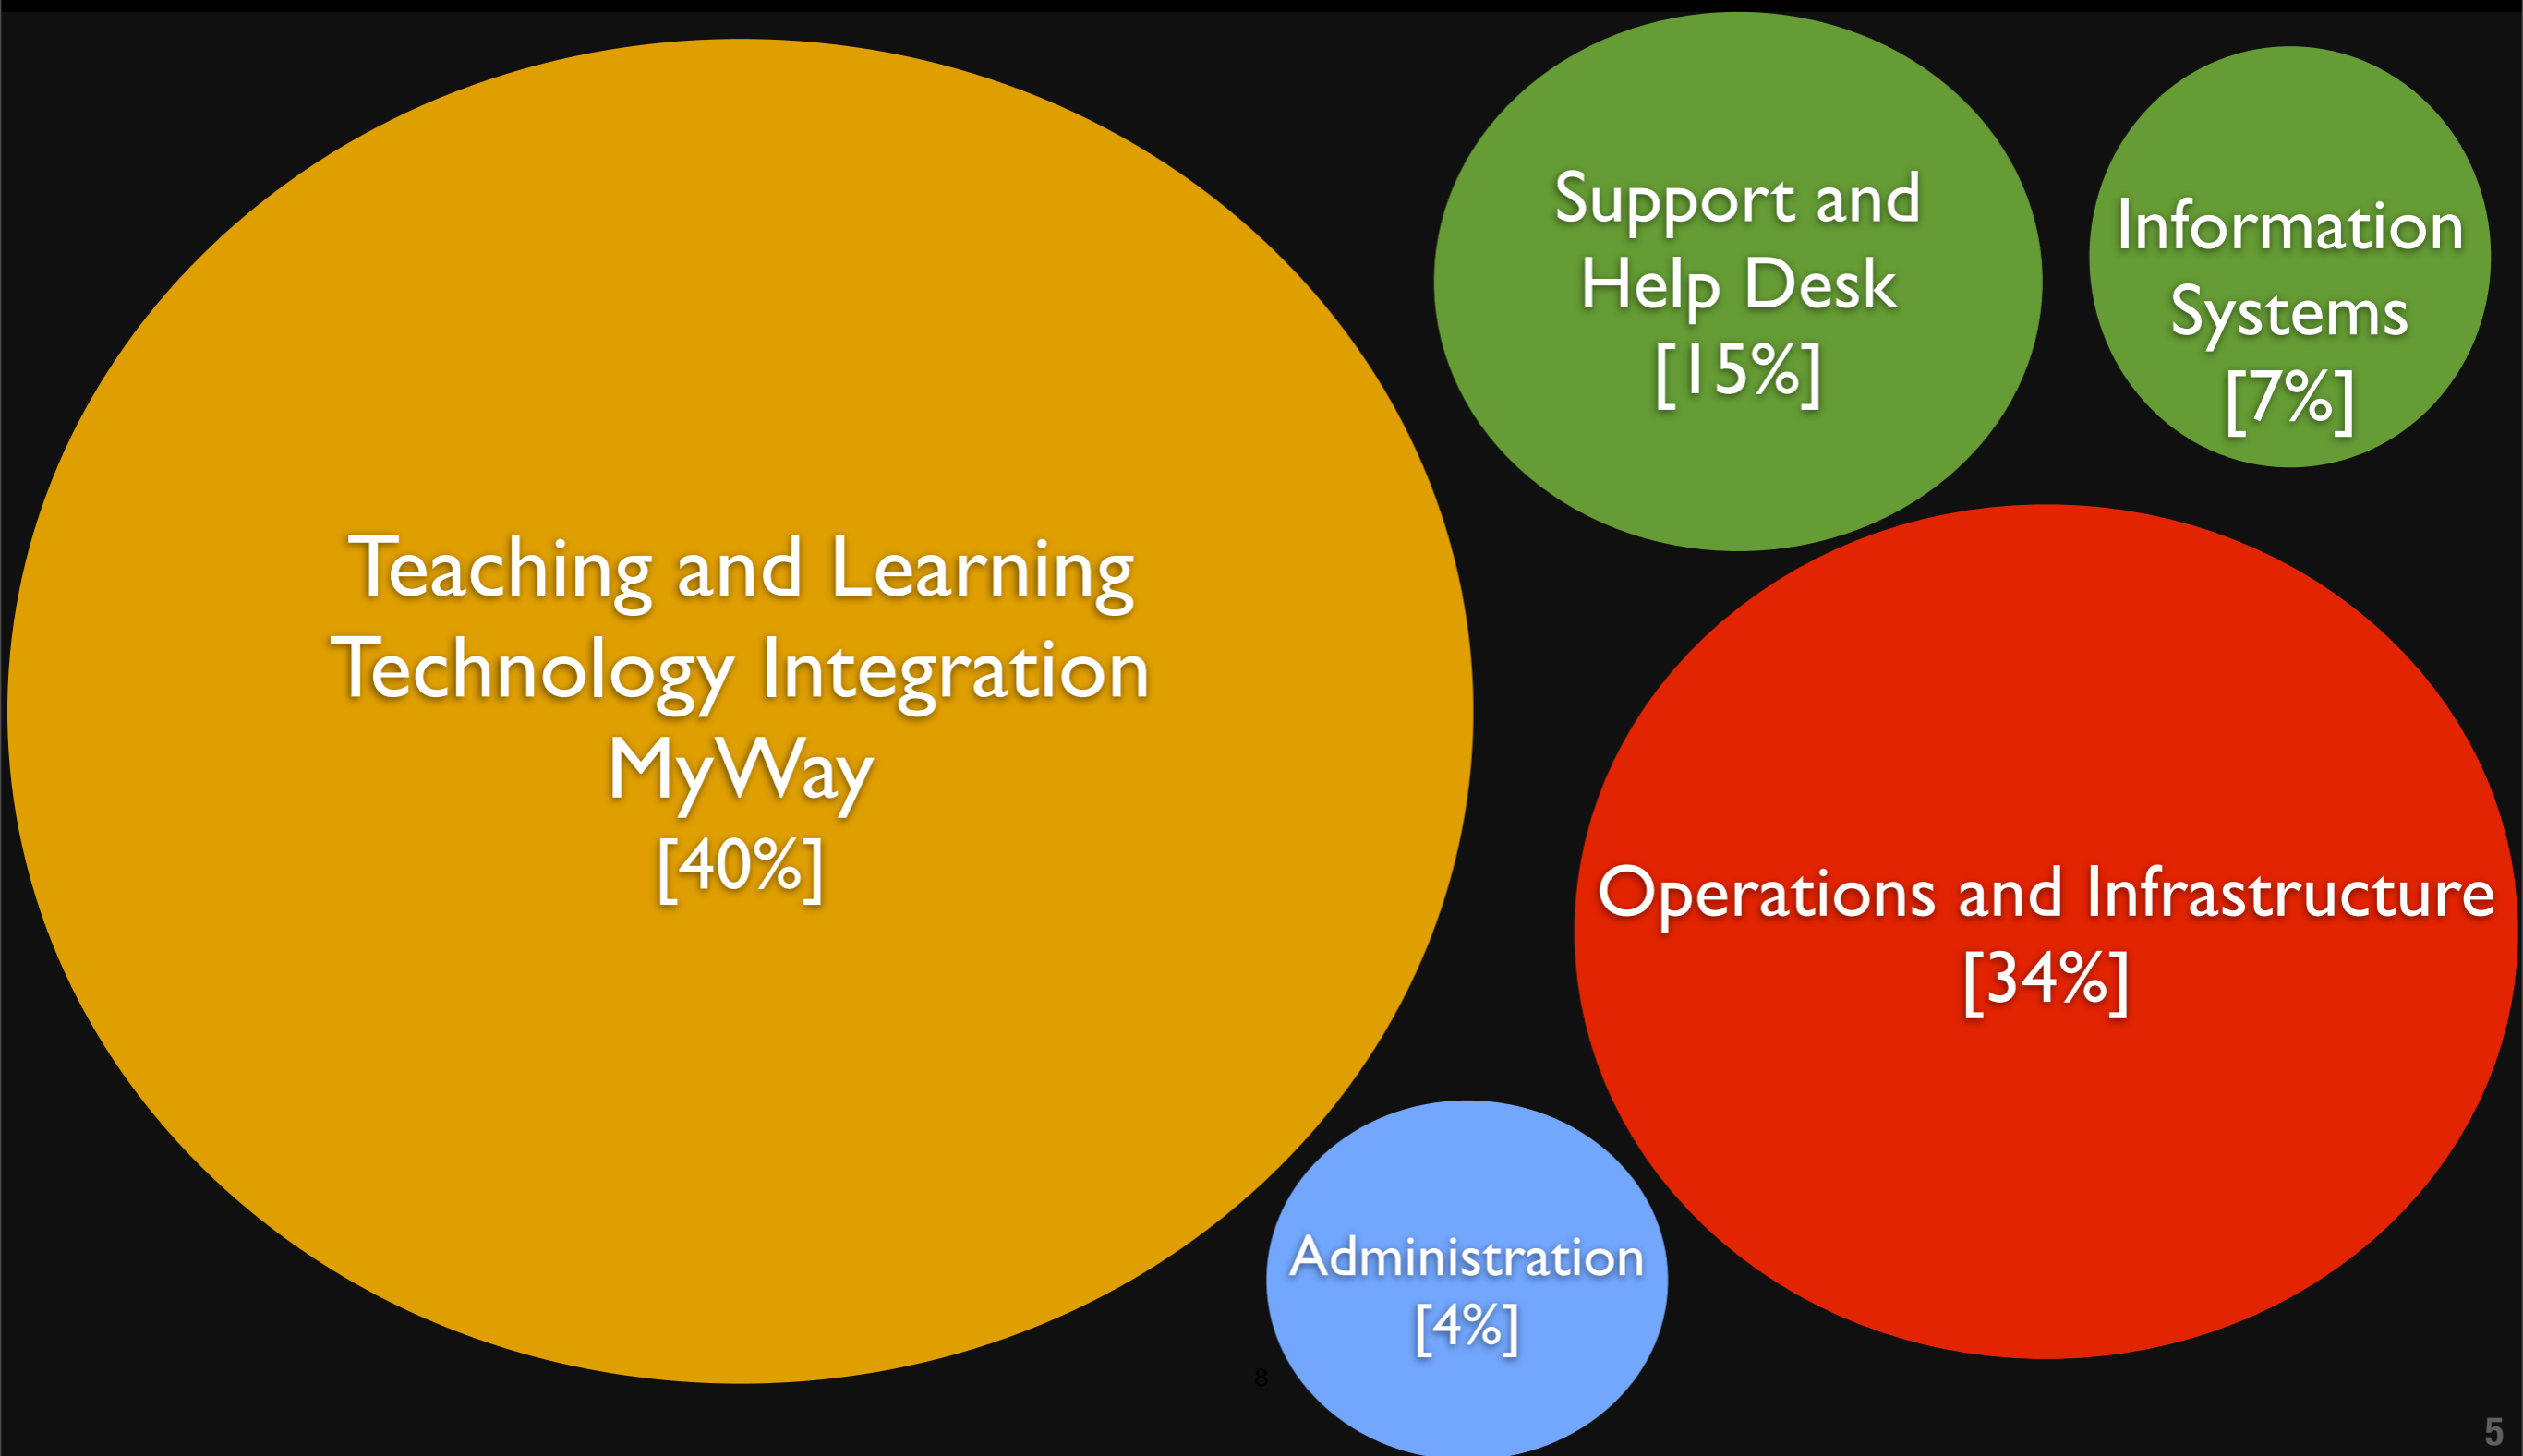 Teaching and Learning
Technology Integration
MyWay
[40%]
Support and
Help Desk
[15%]
Information
Systems
[7%]
Operations and Infrastructure
[34%]
Administration
[4%]
8
5